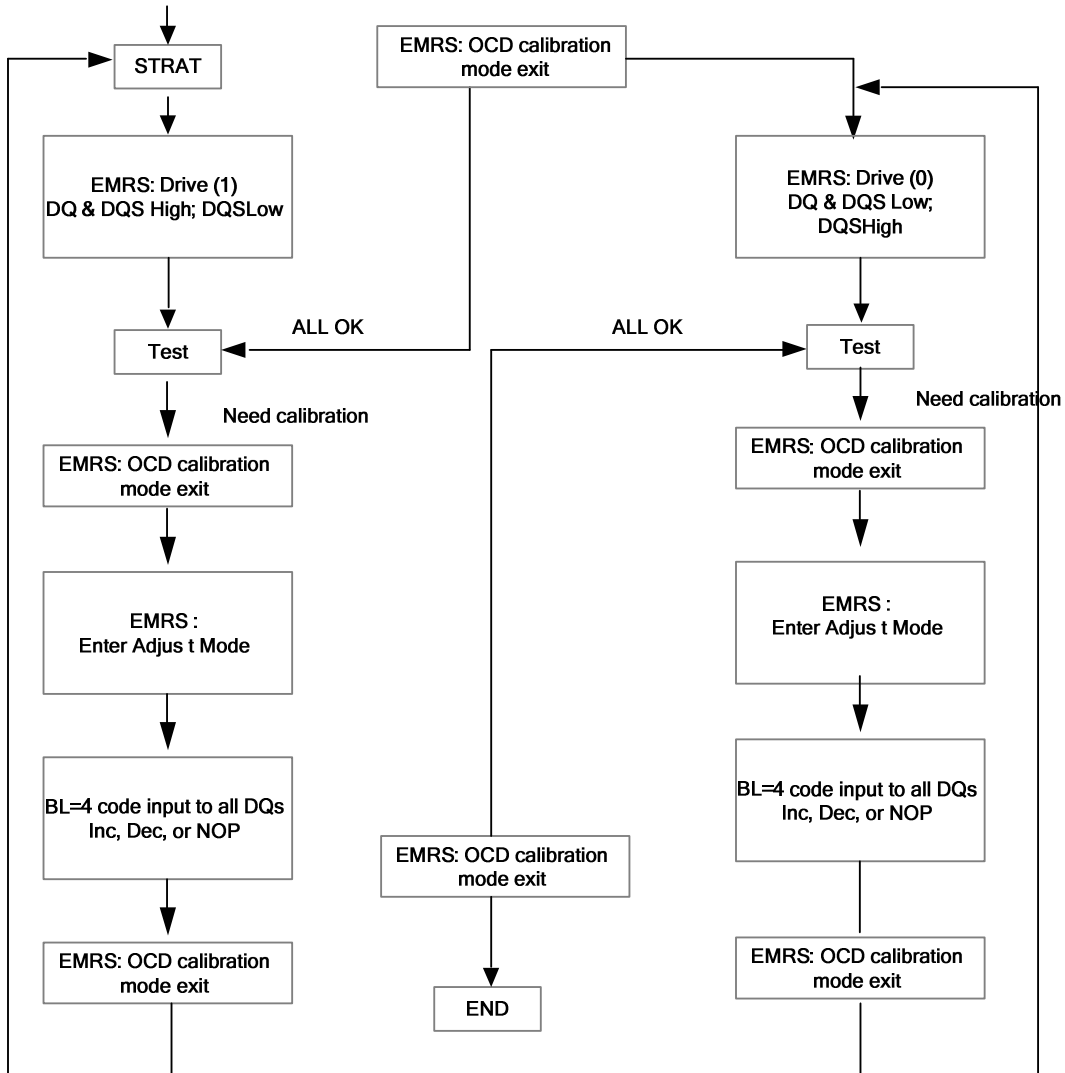 STRAT
EMRS: Drive (1)
DQ & DQS High; DQSLow
Test
ALL OK
Need calibration
EMRS: OCD calibration
mode exit
EMRS :
Enter Adjus t Mode
BL=4 code input to all DQs
Inc, Dec, or NOP
EMRS: OCD calibration
mode exit
EMRS: OCD calibration
mode exit
EMRS: Drive (0)
DQ & DQS Low;
DQSHigh
ALL OK
Test
Need calibration
EMRS: OCD calibration
mode exit
EMRS :
Enter Adjus t Mode
BL=4 code input to all DQs
Inc, Dec, or NOP
EMRS: OCD calibration
mode exit
EMRS: OCD calibration
mode exit
END